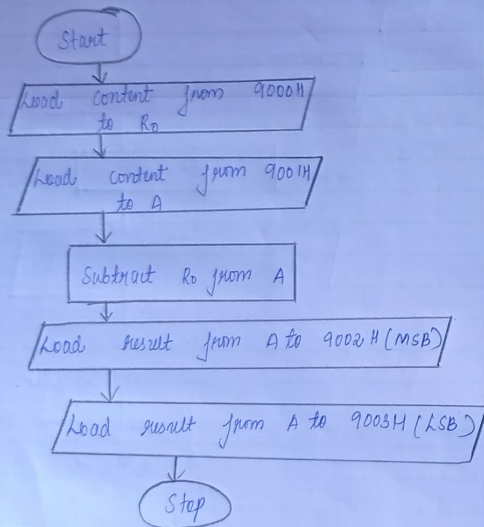 Start
Load content from 9000H
to R0
Load content from 9001H
to A
Subtract R0 from A
Load result from A to 9002H (MSB)
Load result from A to 9003H (LSB)
Stop